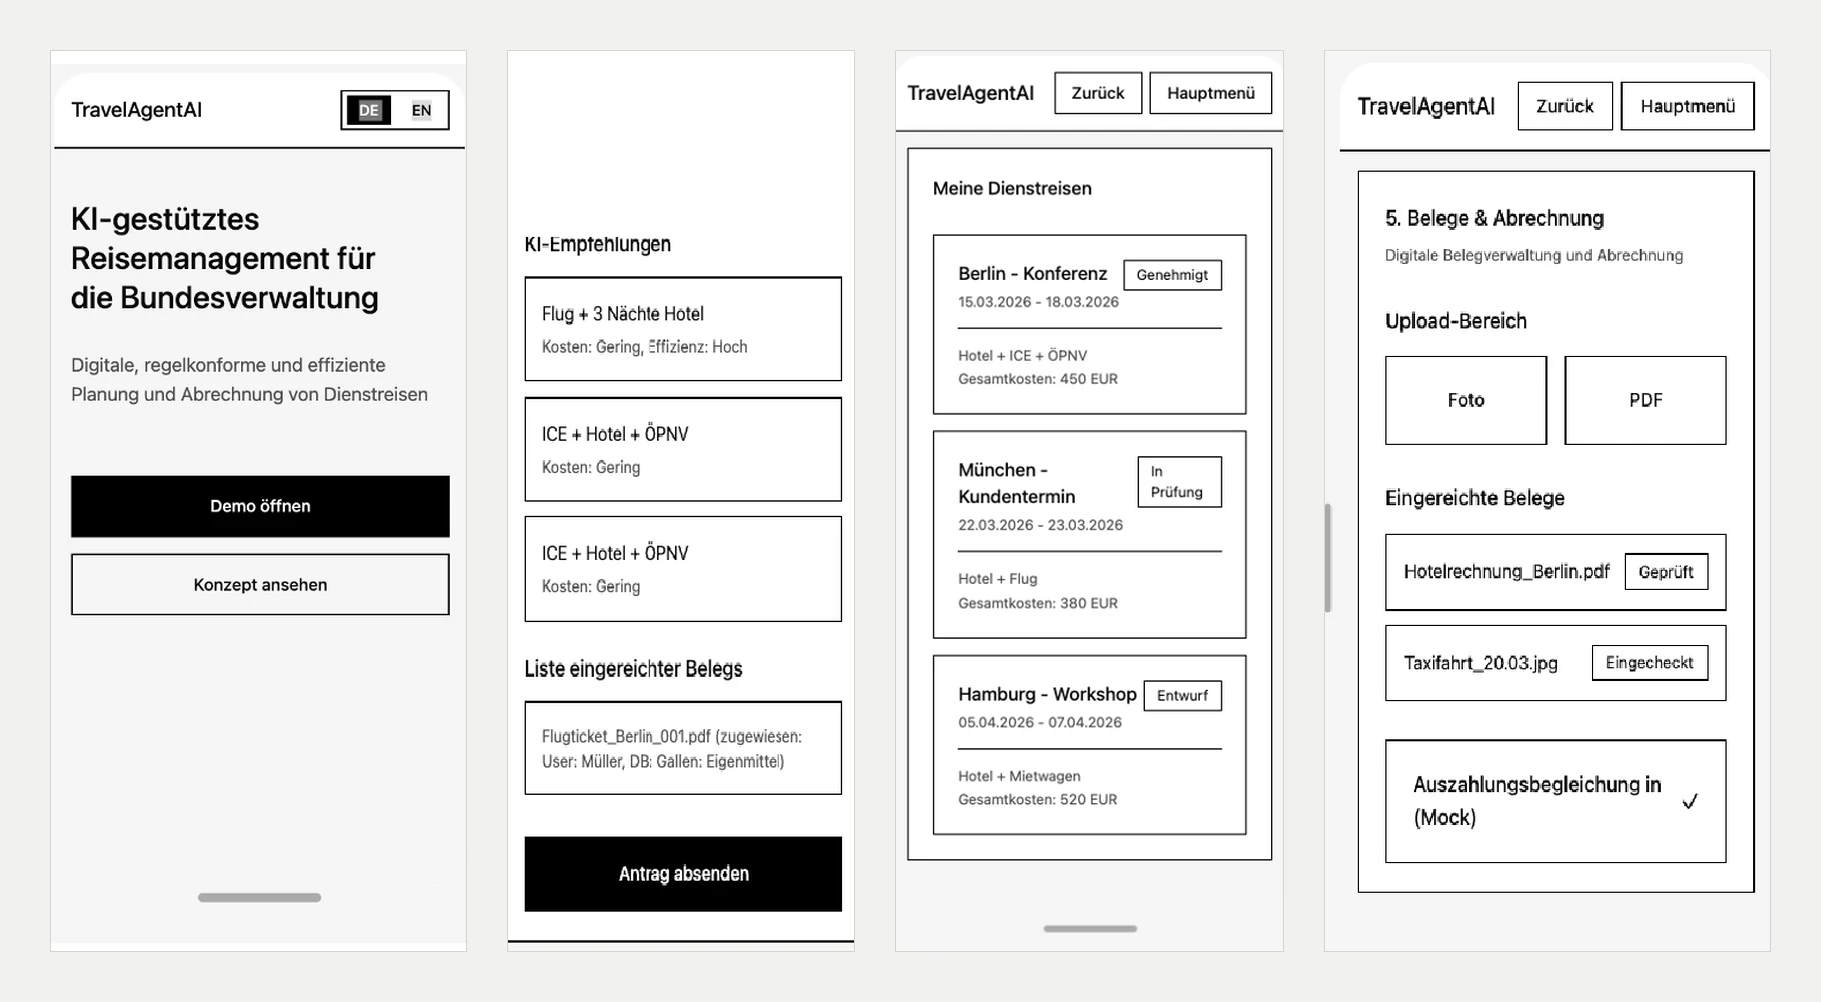 TravelAgentAI
DE
EN
KI-gestütztes
Reisemanagement für
die Bundesverwaltung
Digitale, regelkonforme und effiziente
Planung und Abrechnung von Dienstreisen
Demo öffnen
Konzept ansehen
KI-Empfehlungen
Flug + 3 Nächte Hotel
Kosten: Gering, Effizienz: Hoch
ICE + Hotel + ÖPNV
Kosten: Gering
ICE + Hotel + ÖPNV
Kosten: Gering
Liste eingereichter Belegs
Flugticket_Berlin_001.pdf (zugewiesen:
User: Müller, DB: Gallen: Eigenmittel)
Antrag absenden
TravelAgentAI
Zurück
Hauptmenü
Meine Dienstreisen
Berlin - Konferenz
Genehmigt
15.03.2026 - 18.03.2026
Hotel + ICE + ÖPNV
Gesamtkosten: 450 EUR
München -
Kundentermin
In
Prüfung
22.03.2026 - 23.03.2026
Hotel + Flug
Gesamtkosten: 380 EUR
Hamburg - Workshop
Entwurf
05.04.2026 - 07.04.2026
Hotel + Mietwagen
Gesamtkosten: 520 EUR
TravelAgentAI
Zurück
Hauptmenü
5. Belege & Abrechnung
Digitale Belegverwaltung und Abrechnung
Upload-Bereich
Foto
PDF
Eingereichte Belege
Hotelrechnung_Berlin.pdf
Geprüft
Taxifahrt_20.03.jpg
Eingecheckt
Auszahlungsbegleichung in
(Mock)